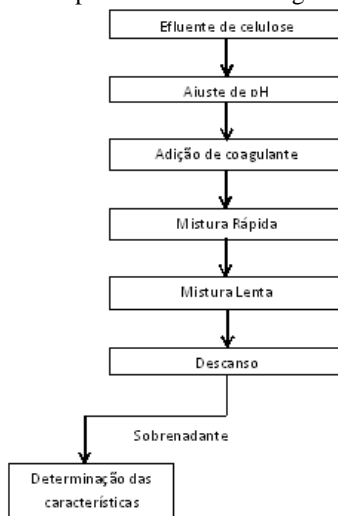 Efluente de celulose
Ajuste de pH
Adição de coagulante
Mistura Rápida
Mistura Lenta
Descanso
Sobrenadante
Determinação das
características